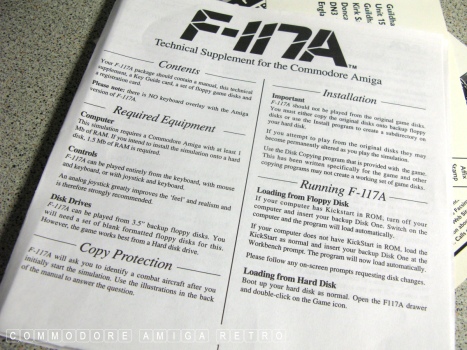 F-117A™
Technical Supplement for the Commodore Amiga
Contents
Your F-117A package should contain a manual, this technical
supplement, a Key Guide card, a set of floppy game disks and
a registration card.
Please note: there is NO keyboard overlay with the Amiga
version of F-117A.
Required Equipment
Computer
This simulation requires a Commodore Amiga with at least 1
Mb of RAM. If you intend to install the simulation onto a hard
disk, 1.5 Mb of RAM is required.
Controls
F-117A can be played entirely from the keyboard, with mouse
and keyboard, or with joystick and keyboard.
An analog joystick greatly improves the "feel" and realism and
is therefore strongly recommended.
Disk Drives
F-117A can be played from 3.5" backup floppy disks. You
will need a set of blank formatted floppy disks for this.
However, the game works best from a Hard disk drive.
Copy Protection
F-117A will ask you to identify a combat aircraft after you
initially start the simulation. Use the illustrations in the back
of the manual to answer the question.
Installation
Important
F-117A should not be played from the original game disks.
You must either copy the original disks onto backup floppy
disks or use the Install program to create a subdirectory on
your hard disk.
If you attempt to play from the original disks they may
become permanently altered as you play the simulation.
Use the Disk Copying program that is provided with the game.
This has been written specifically for the game and other
copying programs may not create a working set of game disks.
Running F-117A
Loading from Floppy Disk
If your computer has Kickstart in ROM, turn off your
computer and insert your backup Disk One. Switch on the
computer and the program will load automatically.
If your computer does not have KickStart in ROM, load the
KickStart as normal and insert your backup Disk One at the
Workbench prompt. The program will now load automatically.
Please follow any on-screen prompts requesting disk changes.
Loading from Hard Disk
Boot up your hard disk as normal. Open the F117A drawer
and double-click on the Game icon.
1
Unit 15
Kirk S
DN3
COMMODORE AMIGA RETRO